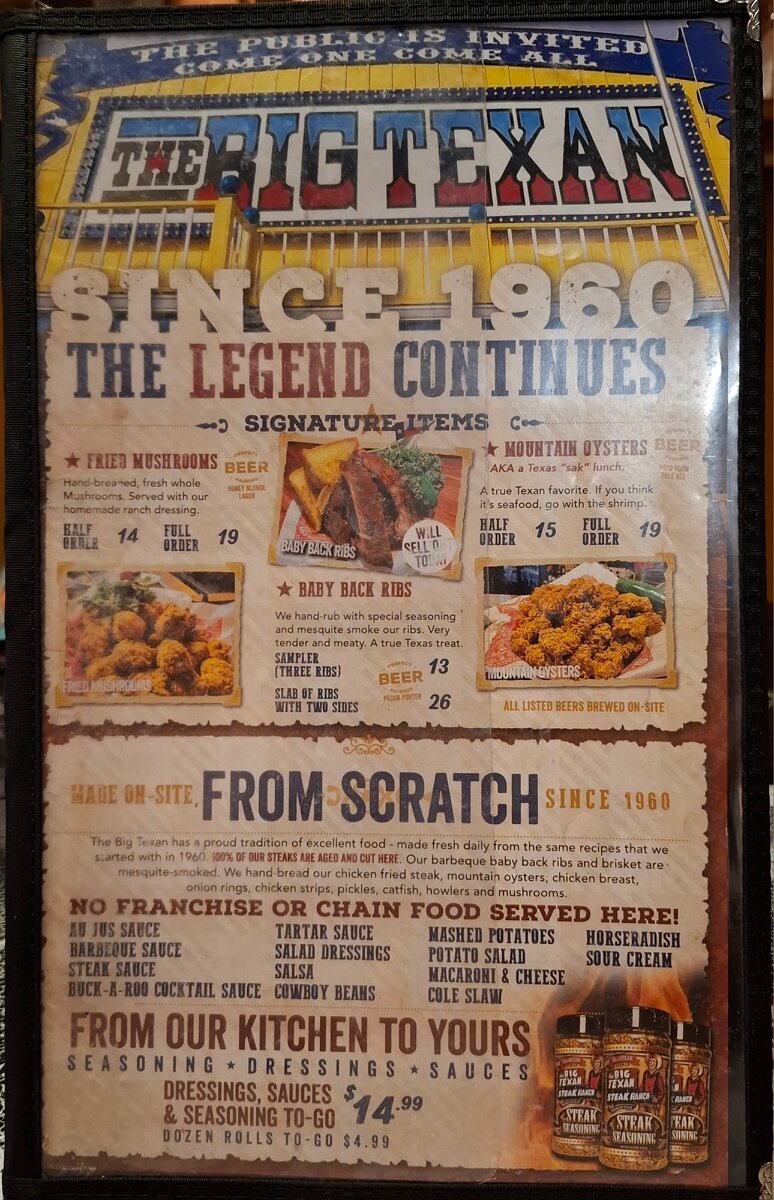 THE PUBLIC IS INVITED
COME ONE COME ALL
THE BIG TEXAN
SINCE 1960
THE LEGEND CONTINUES
SIGNATURE ITEMS
★ FRIED MUSHROOMS
Hand-breaded, fresh whole
Mushrooms. Served with our
homemade ranch dressing.
PERFECT
BEER
PAIRING
HONEY BLONDE
LAGER
HALF ORDER 14 FULL ORDER 19
FRIED MUSHROOMS
BABY BACK RIBS
WILL
SELL OUT
TODAY
★ BABY BACK RIBS
We hand-rub with special seasoning
and mesquite smoke our ribs. Very
tender and meaty. A true Texas treat.
SAMPLER
(THREE RIBS) 13
PERFECT
BEER
PAIRING
PECAN PORTER
SLAB OF RIBS
WITH TWO SIDES 26
★ MOUNTAIN OYSTERS
AKA a Texas "sak" lunch.
BEER
PALE ALE
A true Texan favorite. If you think
it's seafood, go with the shrimp.
HALF ORDER 15 FULL ORDER 19
MOUNTAIN OYSTERS
ALL LISTED BEERS BREWED ON-SITE
MADE ON-SITE, FROM SCRATCH SINCE 1960
The Big Texan has a proud tradition of excellent food - made fresh daily from the same recipes that we
started with in 1960. 100% OF OUR STEAKS ARE AGED AND CUT HERE. Our barbeque baby back ribs and brisket are
mesquite-smoked. We hand-bread our chicken fried steak, mountain oysters, chicken breast,
onion rings, chicken strips, pickles, catfish, howlers and mushrooms.
NO FRANCHISE OR CHAIN FOOD SERVED HERE!
AU JUS SAUCE
BARBEQUE SAUCE
STEAK SAUCE
BUCK-A-ROO COCKTAIL SAUCE
TARTAR SAUCE
SALAD DRESSINGS
SALSA
COWBOY BEANS
MASHED POTATOES
POTATO SALAD
MACARONI & CHEESE
COLE SLAW
HORSERADISH
SOUR CREAM
FROM OUR KITCHEN TO YOURS
SEASONING ★ DRESSINGS ★ SAUCES
DRESSINGS, SAUCES
& SEASONING TO-GO $14.99
DOZEN ROLLS TO-GO $4.99
BIG
TEXAN
STEAK RANCH
STEAK
SEASONING
BIG
TEXAN
STEAK RANCH
STEAK
SEASONING